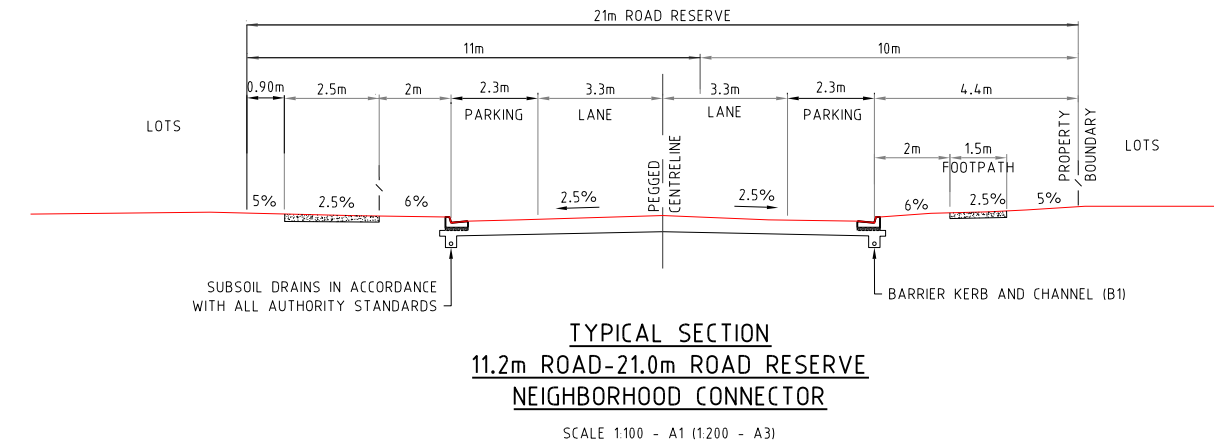 21m ROAD RESERVE
11m
10m
0.90m
2.5m
2m
2.3m
3.3m
3.3m
2.3m
4.4m
PARKING
LANE
LANE
PARKING
LOTS
PROPERTY
BOUNDARY
LOTS
2m
1.5m
FOOTPATH
PEGGED
CENTRELINE
5%
2.5%
6%
2.5%
2.5%
6%
2.5%
5%
SUBSOIL DRAINS IN ACCORDANCE
WITH ALL AUTHORITY STANDARDS
BARRIER KERB AND CHANNEL (B1)
TYPICAL SECTION
11.2m ROAD-21.0m ROAD RESERVE
NEIGHBORHOOD CONNECTOR
SCALE 1:100 - A1 (1:200 - A3)